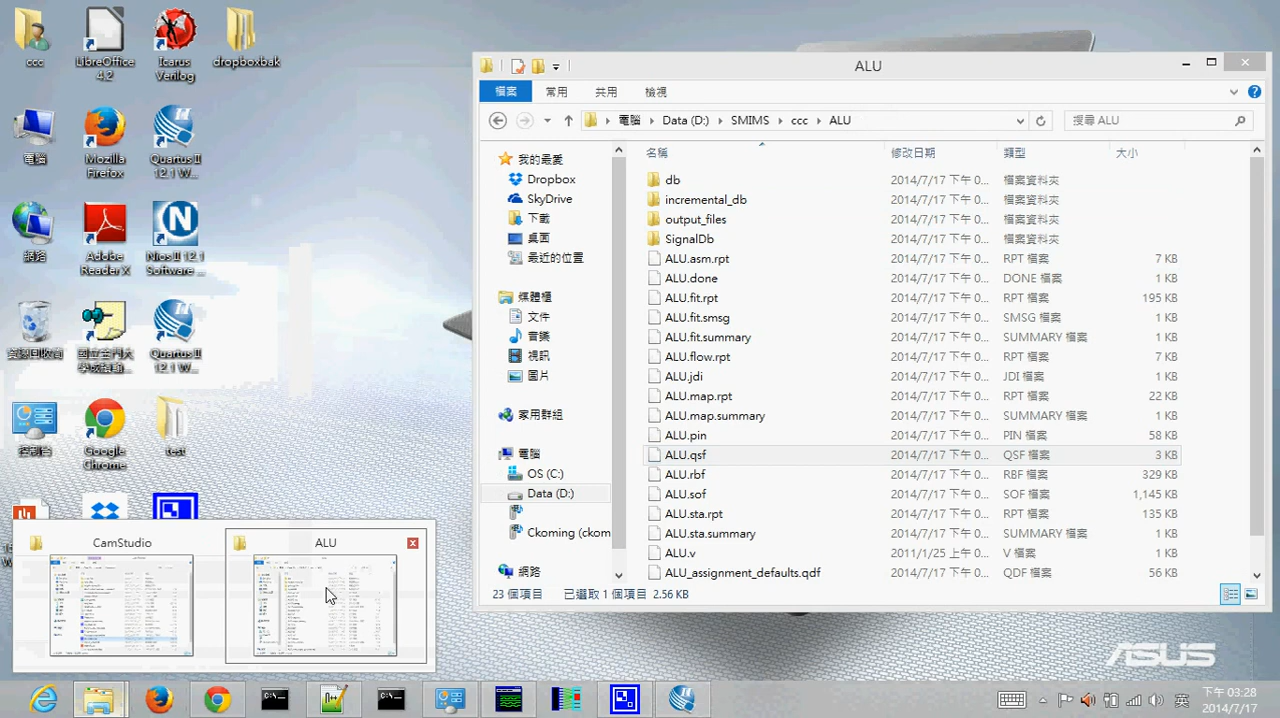 ccc
LibreOffice 4.2
Icarus Verilog
dropboxbak
電腦
Mozilla Firefox
Quartus II 12.1 W...
網路
Adobe Reader X
Nios II 12.1 Software ...
資源回收筒
國立金門大
Quartus II 12.1 W...
控制台
Google Chrome
test
ALU
檔案
常用
共用
檢視
電腦
Data (D:)
SMIMS
ccc
ALU
搜尋 ALU
我的最愛
Dropbox
SkyDrive
下載
桌面
最近的位置
媒體櫃
文件
音樂
視訊
圖片
家用群組
電腦
OS (C:)
Data (D:)
Ckoming (ckom
網路
名稱 修改日期 類型 大小
db 2014/7/17 下午 0... 檔案資料夾
incremental_db 2014/7/17 下午 0... 檔案資料夾
output_files 2014/7/17 下午 0... 檔案資料夾
SignalDb 2014/7/17 下午 0... 檔案資料夾
ALU.asm.rpt 2014/7/17 下午 0... RPT 檔案 7 KB
ALU.done 2014/7/17 下午 0... DONE 檔案 1 KB
ALU.fit.rpt 2014/7/17 下午 0... RPT 檔案 195 KB
ALU.fit.smsg 2014/7/17 下午 0... SMSG 檔案 1 KB
ALU.fit.summary 2014/7/17 下午 0... SUMMARY 檔案 1 KB
ALU.flow.rpt 2014/7/17 下午 0... RPT 檔案 7 KB
ALU.jdi 2014/7/17 下午 0... JDI 檔案 1 KB
ALU.map.rpt 2014/7/17 下午 0... RPT 檔案 22 KB
ALU.map.summary 2014/7/17 下午 0... SUMMARY 檔案 1 KB
ALU.pin 2014/7/17 下午 0... PIN 檔案 58 KB
ALU.qsf 2014/7/17 下午 0... QSF 檔案 3 KB
ALU.rbf 2014/7/17 下午 0... RBF 檔案 329 KB
ALU.sof 2014/7/17 下午 0... SOF 檔案 1,145 KB
ALU.sta.rpt 2014/7/17 下午 0... RPT 檔案 135 KB
ALU.sta.summary 2014/7/17 下午 0... SUMMARY 檔案 1 KB
ALU.v 2011/1/25 上午 0... V 檔案 1 KB
ALU_assignment_defaults.qdf 2014/7/17 下午 0... QDF 檔案 56 KB
23 個項目 已選取 1 個項目 2.56 KB
CamStudio
ALU
ASUS
英
下午 03:28
2014/7/17